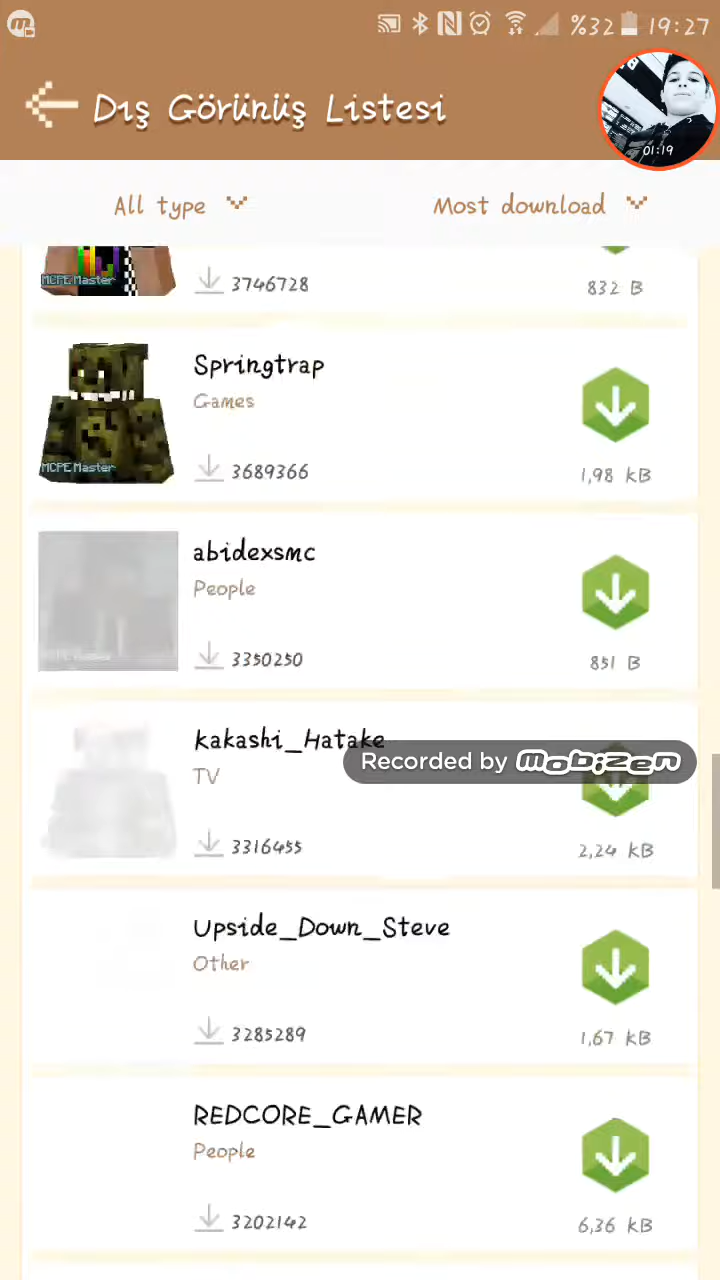 %32 19:27
Dış Görünüş Listesi
01:19
All type Most download
MCPE Master
3746728
832 B
Springtrap
Games
MCPE Master
3689366
1,98 kB
abidexsmc
People
3350250
851 B
kakashi_Hatake
Recorded by mobizen
TV
3316455
2,24 kB
Upside_Down_Steve
Other
3285289
1,67 kB
REDCORE_GAMER
People
3202142
6,36 kB